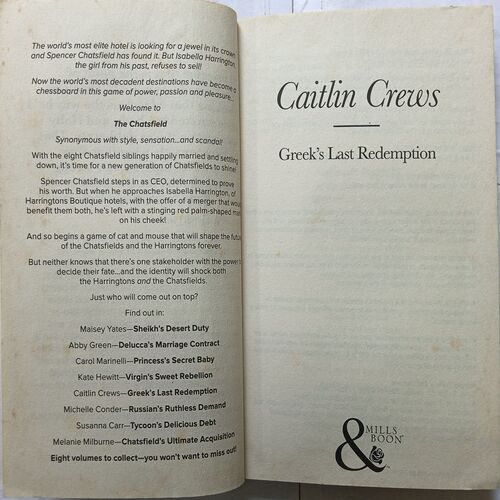 The world's most elite hotel is looking for a jewel in its crown
and Spencer Chatsfield has found it. But Isabella Harrington,
the girl from his past, refuses to sell!
Now the world's most decadent destinations have become a
chessboard in this game of power, passion and pleasure...
Welcome to
The Chatsfield
Synonymous with style, sensation...and scandal!
With the eight Chatsfield siblings happily married and settling
down, it's time for a new generation of Chatsfields to shine!
Spencer Chatsfield steps in as CEO, determined to prove
his worth. But when he approaches Isabella Harrington, of
Harringtons Boutique hotels, with the offer of a merger that would
benefit them both, he's left with a stinging red palm-shaped mark
on his cheek!
And so begins a game of cat and mouse that will shape the future
of the Chatsfields and the Harringtons forever.
But neither knows that there's one stakeholder with the power
decide their fate...and the identity will shock both
the Harringtons and the Chatsfields.
Just who will come out on top?
Find out in:
Maisey Yates—Sheikh's Desert Duty
Abby Green—Delucca's Marriage Contract
Carol Marinelli—Princess's Secret Baby
Kate Hewitt—Virgin's Sweet Rebellion
Caitlin Crews—Greek's Last Redemption
Michelle Conder—Russian's Ruthless Demand
Susanna Carr—Tycoon's Delicious Debt
Melanie Milburne—Chatsfield's Ultimate Acquisition
Eight volumes to collect—you won't want to miss out!
Caitlin Crews
Greek's Last Redemption
&
MILLS
BOON®